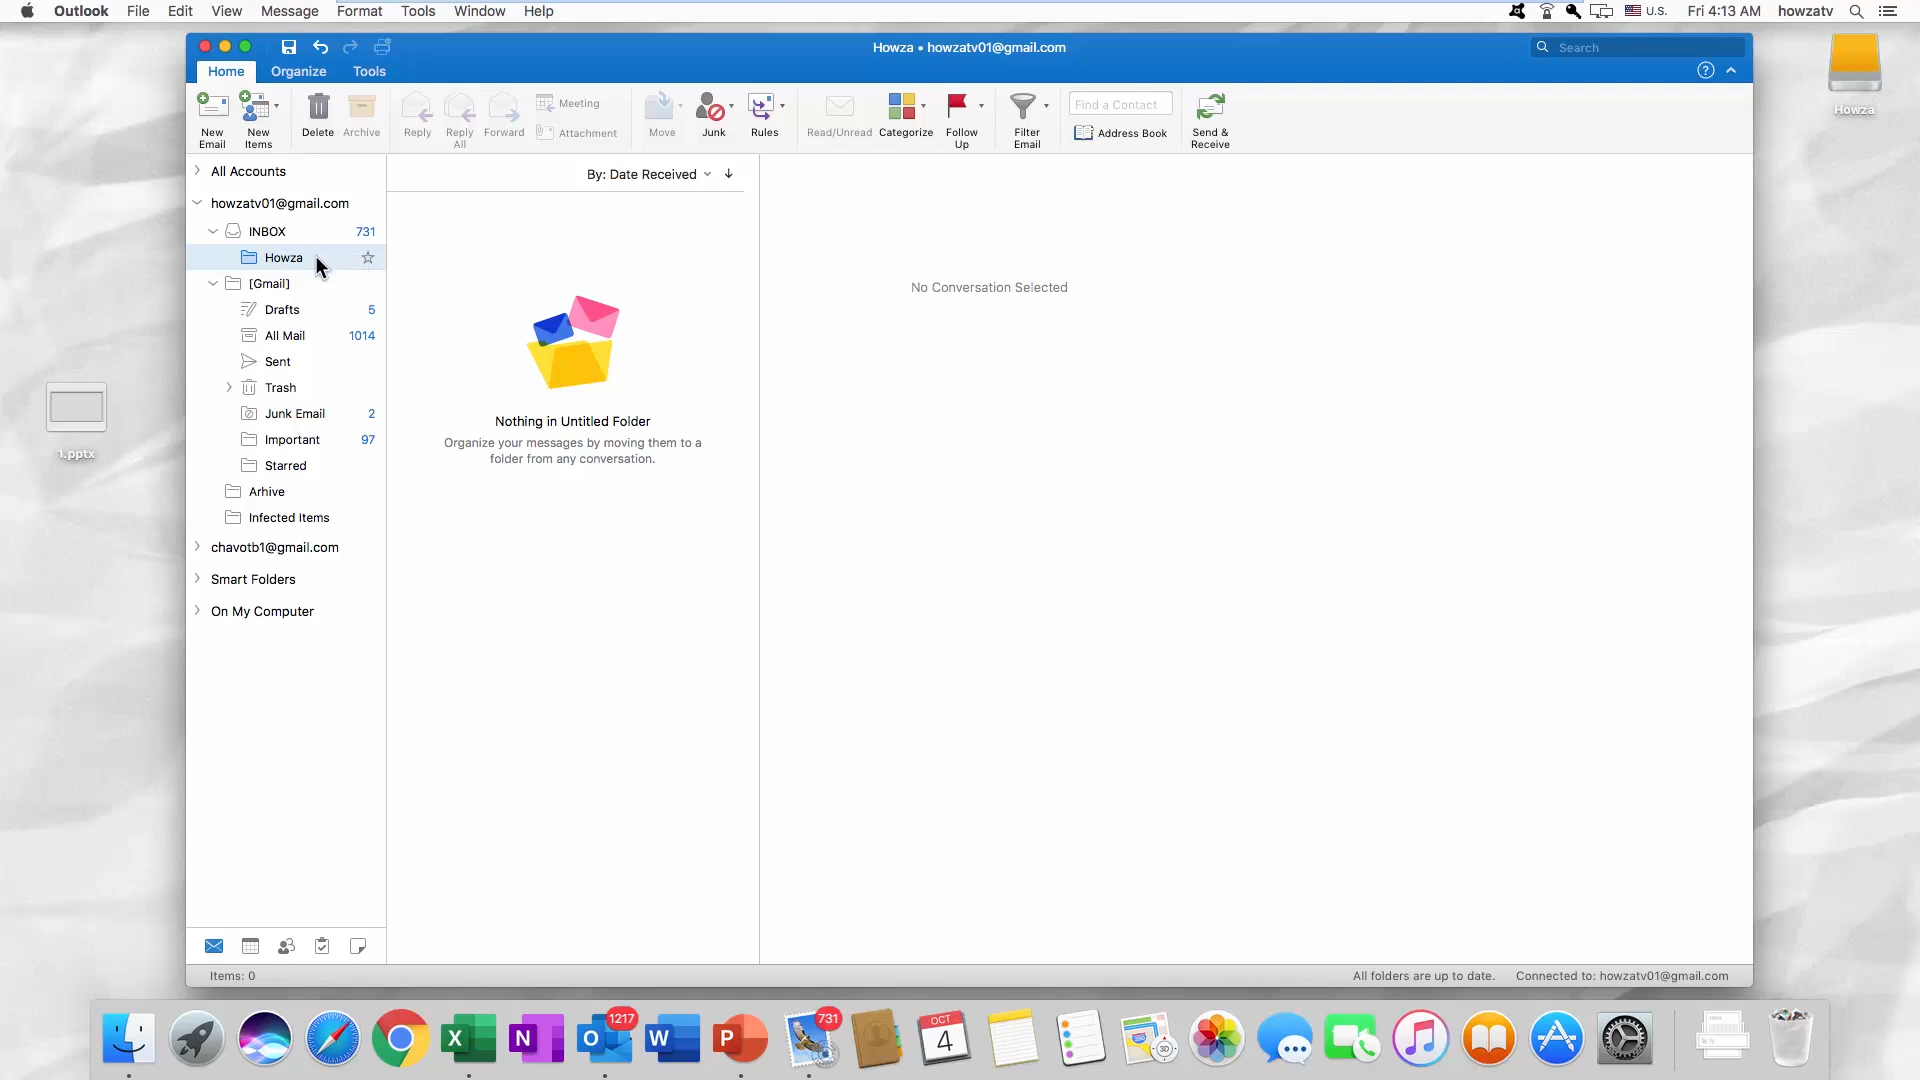 Outlook File Edit View Message Format Tools Window Help
U.S. Fri 4:13 AM howzatv
Howza • howzatv01@gmail.com
Search
Home Organize Tools
New Email
New Items
Delete
Archive
Reply
Reply All
Forward
Meeting
Attachment
Move
Junk
Rules
Read/Unread
Categorize
Follow Up
Filter Email
Find a Contact
Address Book
Send & Receive
All Accounts
howzatv01@gmail.com
INBOX 731
Howza
[Gmail]
Drafts 5
All Mail 1014
Sent
Trash
Junk Email 2
Important 97
Starred
Arhive
Infected Items
chavotb1@gmail.com
Smart Folders
On My Computer
By: Date Received
Nothing in Untitled Folder
Organize your messages by moving them to a
folder from any conversation.
No Conversation Selected
Items: 0
All folders are up to date. Connected to: howzatv01@gmail.com
1.pptx
Howza
X
N
O
1217
W
P
731
OCT
4
280
3D